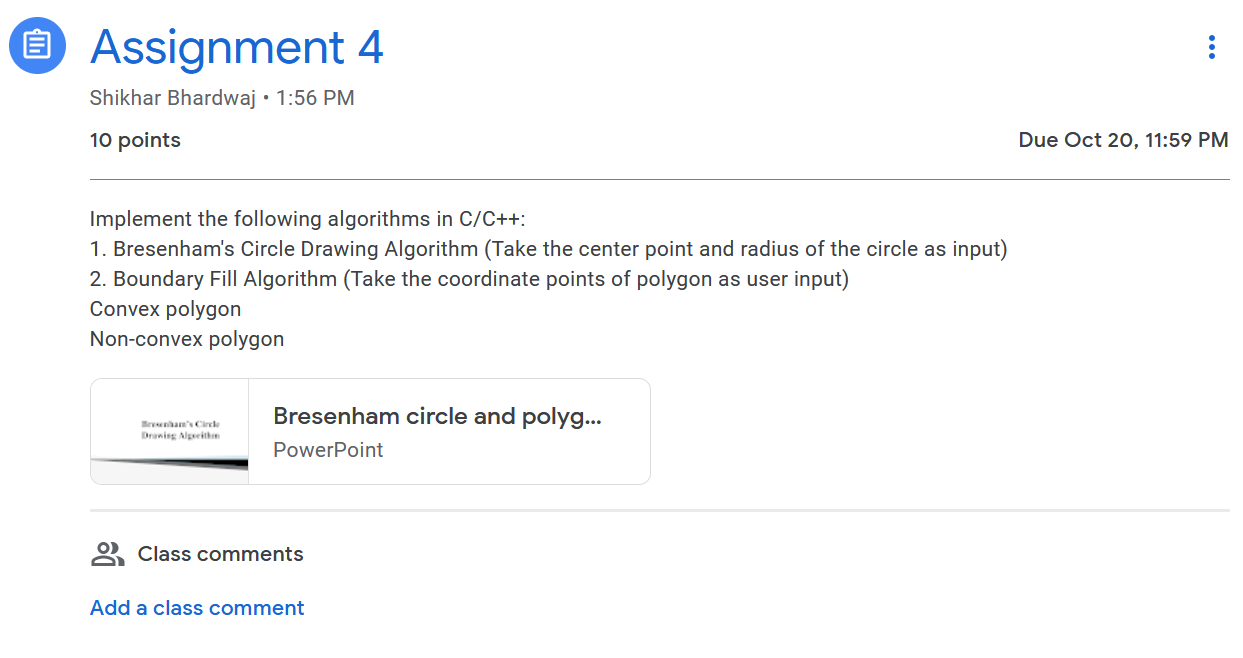 Assignment 4
Shikhar Bhardwaj • 1:56 PM
10 points
Due Oct 20, 11:59 PM
Implement the following algorithms in C/C++:
1. Bresenham's Circle Drawing Algorithm (Take the center point and radius of the circle as input)
2. Boundary Fill Algorithm (Take the coordinate points of polygon as user input)
Convex polygon
Non-convex polygon
Bresenham's Circle
Drawing Algorithm
Bresenham circle and polyg...
PowerPoint
Class comments
Add a class comment